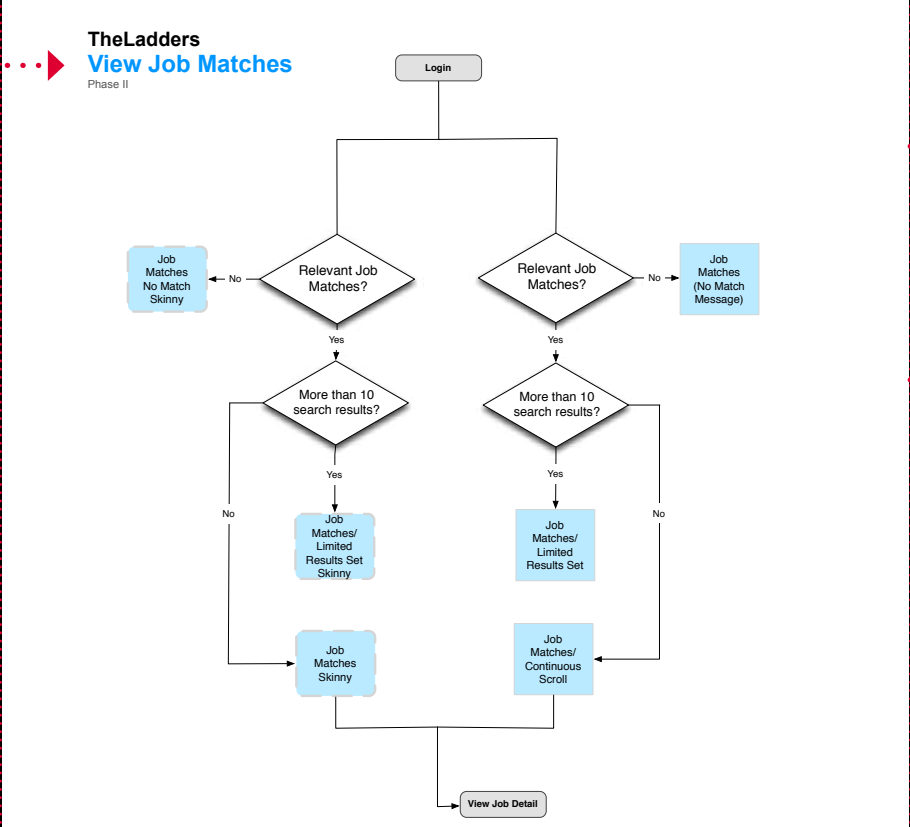 TheLadders
View Job Matches
Phase II
Login
Job
Matches
No Match
Skinny
No
Relevant Job
Matches?
Relevant Job
Matches?
No
Job
Matches
(No Match
Message)
Yes
Yes
More than 10
search results?
More than 10
search results?
Yes
Yes
No
No
Job
Matches/
Limited
Results Set
Skinny
Job
Matches/
Limited
Results Set
Job
Matches
Skinny
Job
Matches/
Continuous
Scroll
View Job Detail